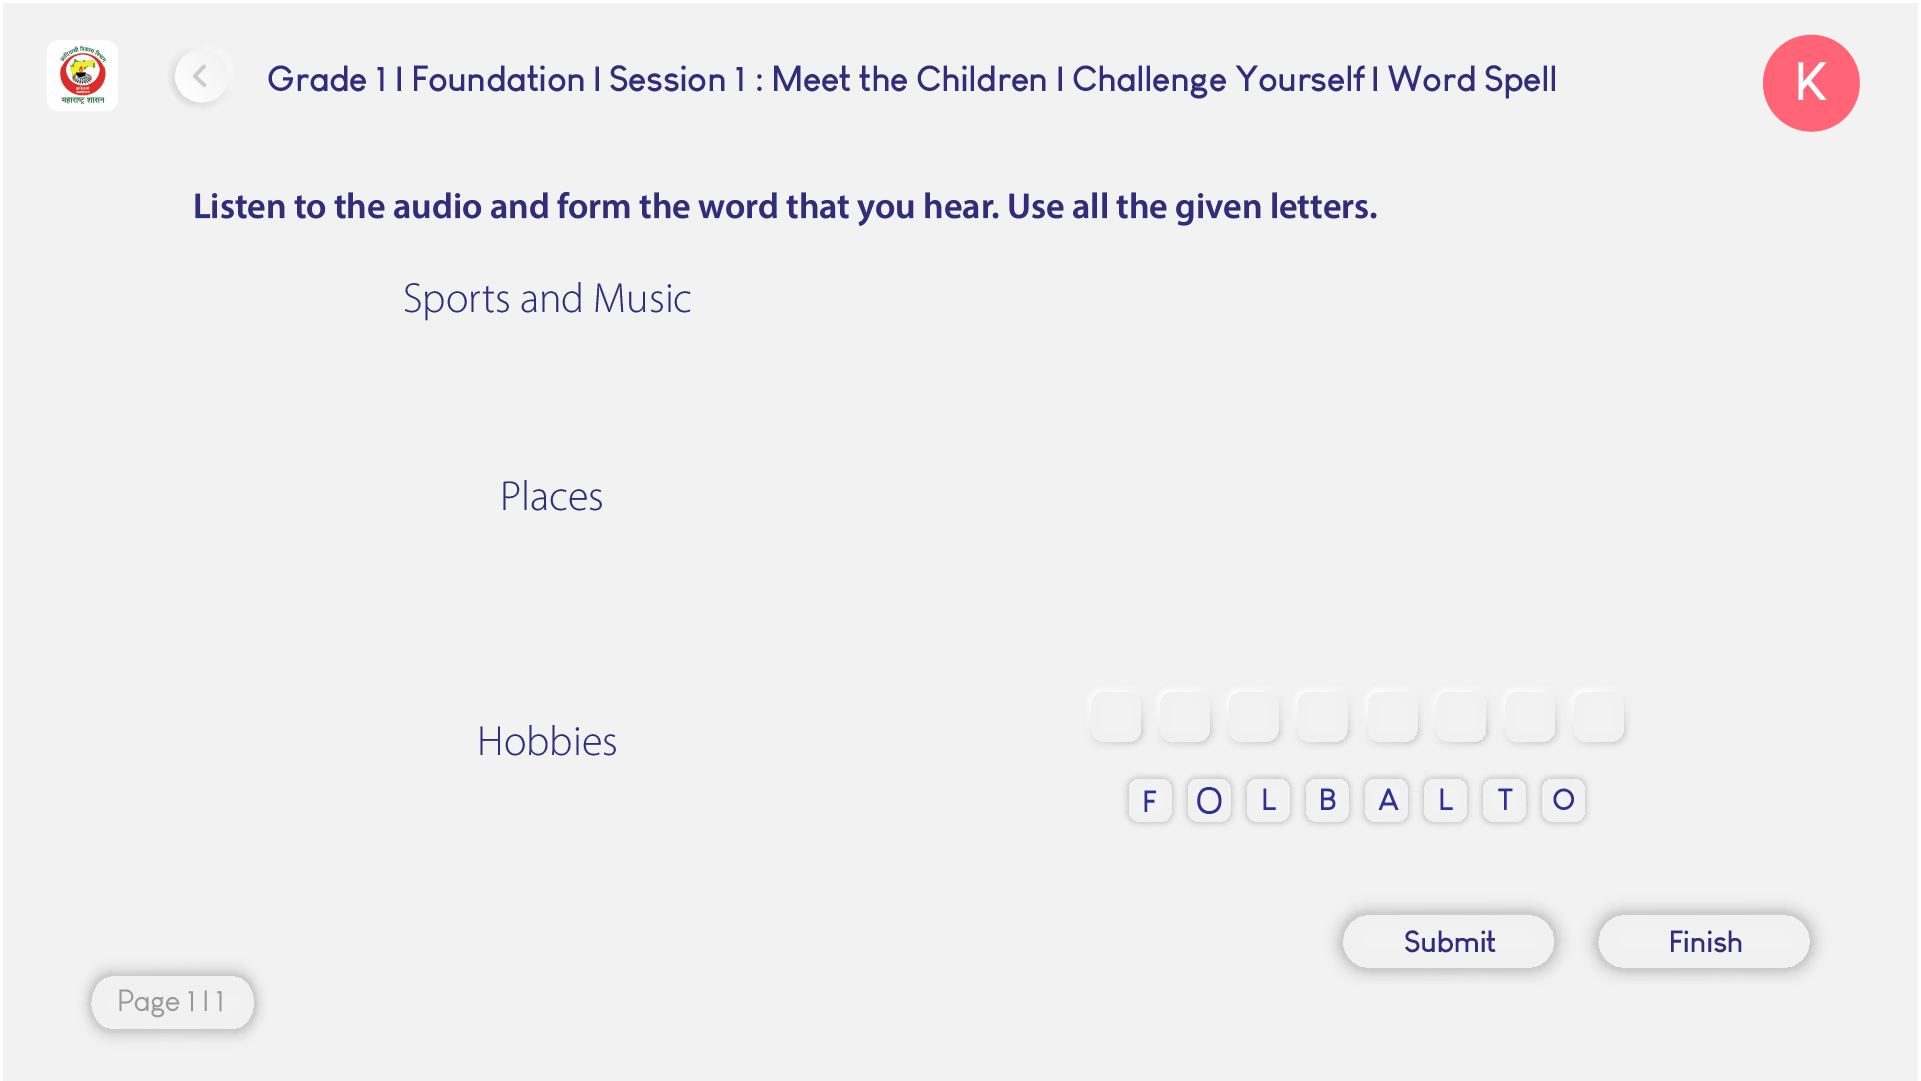 महाराष्ट्र शासन
Grade 1 I Foundation I Session 1 : Meet the Children I Challenge Yourself I Word Spell
K
Listen to the audio and form the word that you hear. Use all the given letters.
Sports and Music
Places
Hobbies
F O L B A L T O
Submit Finish
Page 1 I 1